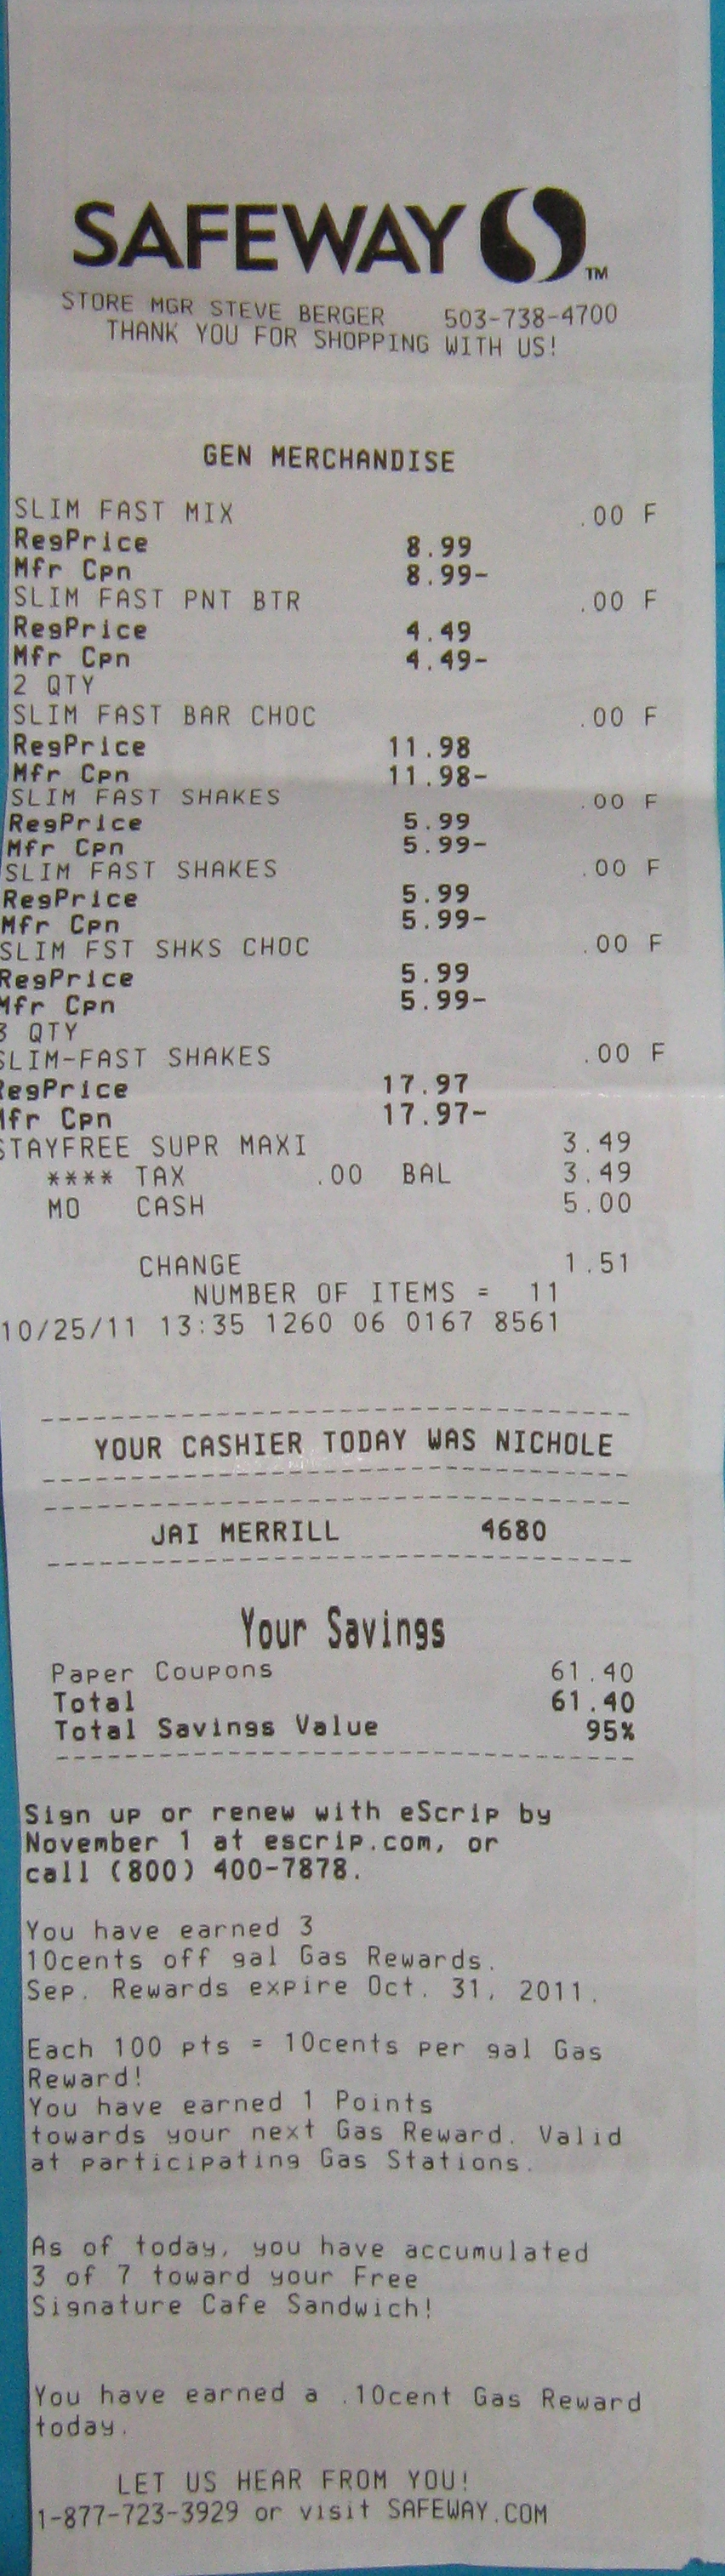 SAFEWAY TM
STORE MGR STEVE BERGER 503-738-4700
THANK YOU FOR SHOPPING WITH US!
GEN MERCHANDISE
SLIM FAST MIX .00 F
RegPrice 8.99
Mfr Cpn 8.99-
SLIM FAST PNT BTR .00 F
RegPrice 4.49
Mfr Cpn 4.49-
2 QTY
SLIM FAST BAR CHOC .00 F
RegPrice 11.98
Mfr Cpn 11.98-
SLIM FAST SHAKES .00 F
RegPrice 5.99
Mfr Cpn 5.99-
SLIM FAST SHAKES .00 F
RegPrice 5.99
Mfr Cpn 5.99-
SLIM FST SHKS CHOC .00 F
RegPrice 5.99
Mfr Cpn 5.99-
3 QTY
SLIM-FAST SHAKES .00 F
RegPrice 17.97
Mfr Cpn 17.97-
STAYFREE SUPR MAXI 3.49
**** TAX .00 BAL 3.49
MO CASH 5.00
CHANGE 1.51
NUMBER OF ITEMS = 11
10/25/11 13:35 1260 06 0167 8561
YOUR CASHIER TODAY WAS NICHOLE
JAI MERRILL 4680
Your Savings
Paper Coupons 61.40
Total 61.40
Total Savings Value 95%
Sign up or renew with eScrip by
November 1 at escrip.com, or
call (800) 400-7878.
You have earned 3
10cents off gal Gas Rewards.
Sep. Rewards expire Oct. 31, 2011.
Each 100 pts = 10cents per gal Gas
Reward!
You have earned 1 Points
towards your next Gas Reward. Valid
at participating Gas Stations.
As of today, you have accumulated
3 of 7 toward your Free
Signature Cafe Sandwich!
You have earned a .10cent Gas Reward
today.
LET US HEAR FROM YOU!
1-877-723-3929 or visit SAFEWAY.COM